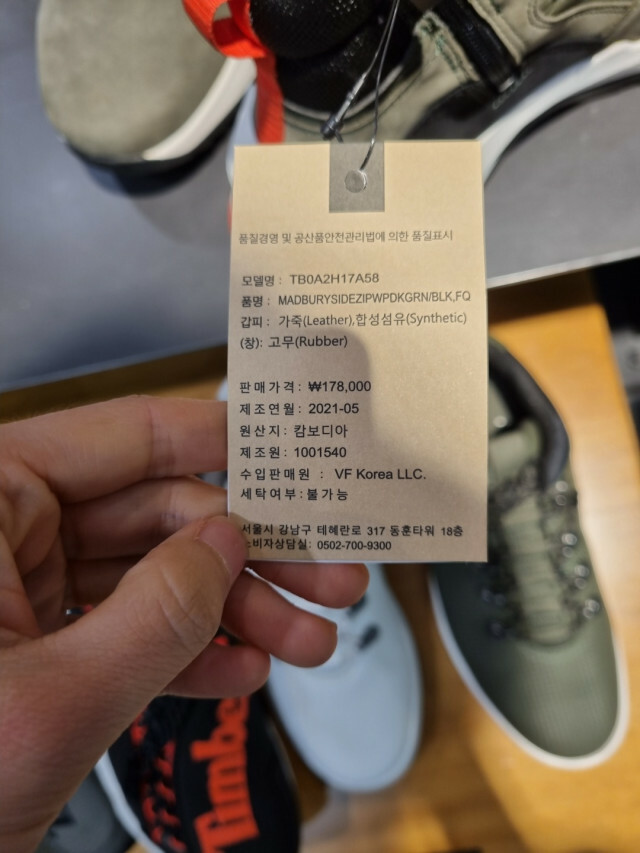 품질경영 및 공산품안전관리법에 의한 품질표시
모델명 : TB0A2H17A58
품명 : MADBURYSIDEZIPWPDKGRN/BLK,FQ
갑피 : 가죽(Leather),합성섬유(Synthetic)
(창): 고무(Rubber)
판매가격 : ₩178,000
제조연월 : 2021-05
원산지 : 캄보디아
제조원 : 1001540
수입판매원 : VF Korea LLC.
세탁여부 : 불가능
서울시 강남구 테헤란로 317 동훈타워 18층
소비자상담실: 0502-700-9300
Timbe